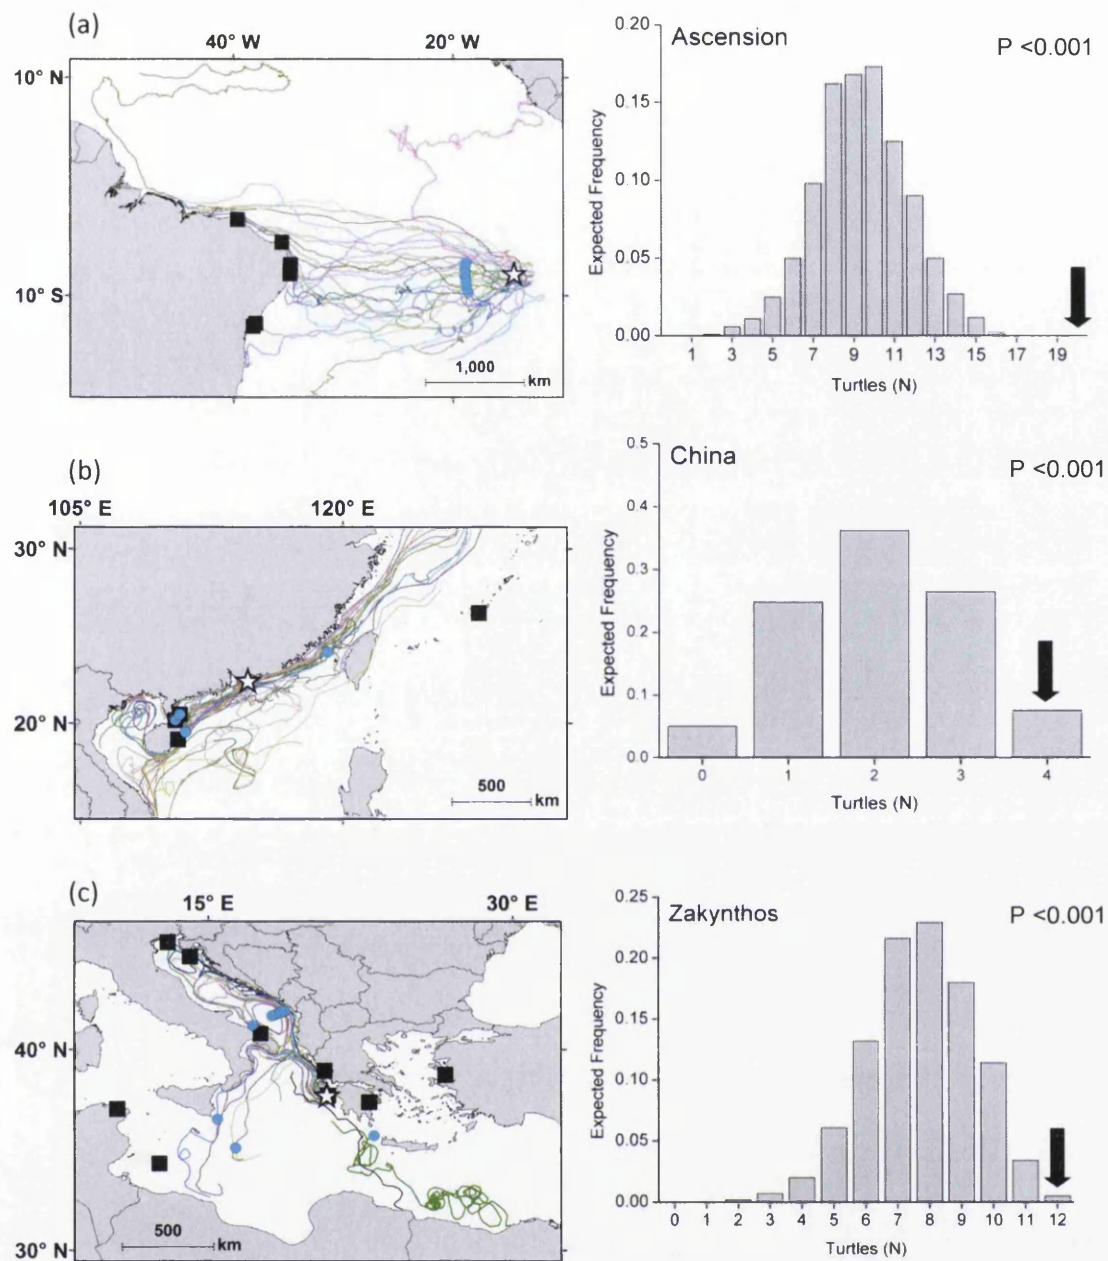 (a)
40° W 20° W
10° N
10° S
1,000
km
0.20
0.15
0.10
0.05
0.00
Expected Frequency
Ascension
P <0.001
1 3 5 7 9 11 13 15 17 19
Turtles (N)
(b)
105° E 120° E
30° N
20° N
500
km
0.5
0.4
0.3
0.2
0.1
0.0
Expected Frequency
China
P <0.001
0 1 2 3 4
Turtles (N)
(c)
15° E 30° E
40° N
30° N
500
km
0.25
0.20
0.15
0.10
0.05
0.00
Expected Frequency
Zakynthos
P <0.001
0 1 2 3 4 5 6 7 8 9 10 11 12
Turtles (N)